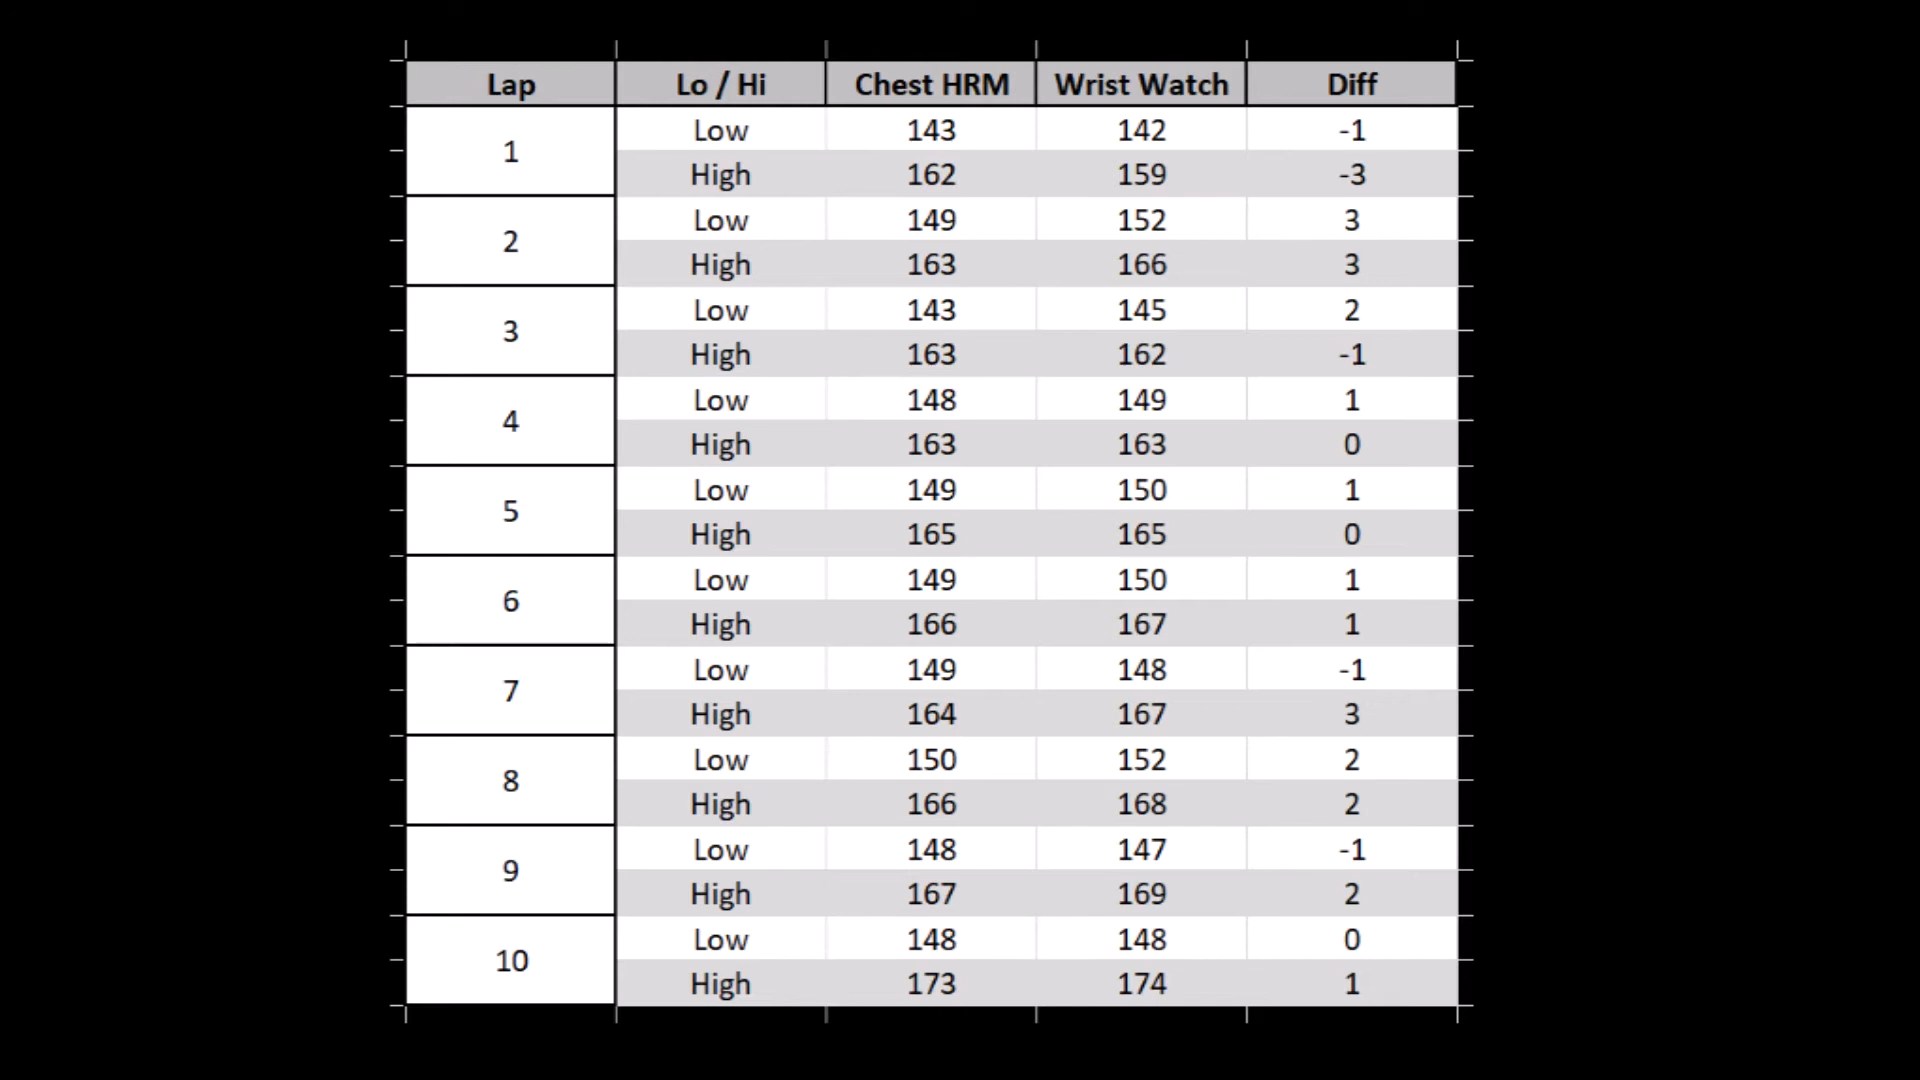 Lap Lo / Hi Chest HRM Wrist Watch Diff
1 Low 143 142 -1
High 162 159 -3
2 Low 149 152 3
High 163 166 3
3 Low 143 145 2
High 163 162 -1
4 Low 148 149 1
High 163 163 0
5 Low 149 150 1
High 165 165 0
6 Low 149 150 1
High 166 167 1
7 Low 149 148 -1
High 164 167 3
8 Low 150 152 2
High 166 168 2
9 Low 148 147 -1
High 167 169 2
10 Low 148 148 0
High 173 174 1